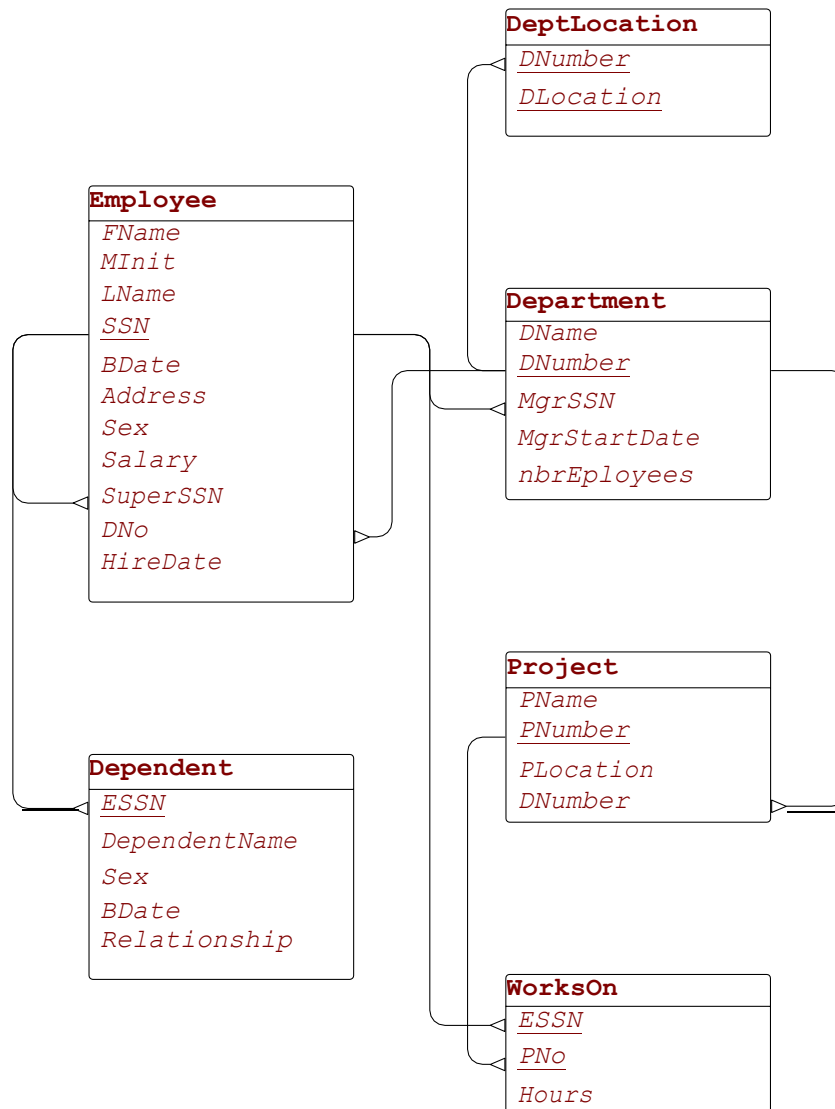 DeptLocation
DNumber
DLocation
Employee
FName
MInit
LName
SSN
BDate
Address
Sex
Salary
SuperSSN
DNo
HireDate
Department
DName
DNumber
MgrSSN
MgrStartDate
nbrEployees
Project
PName
PNumber
PLocation
DNumber
Dependent
ESSN
DependentName
Sex
BDate
Relationship
WorksOn
ESSN
PNo
Hours